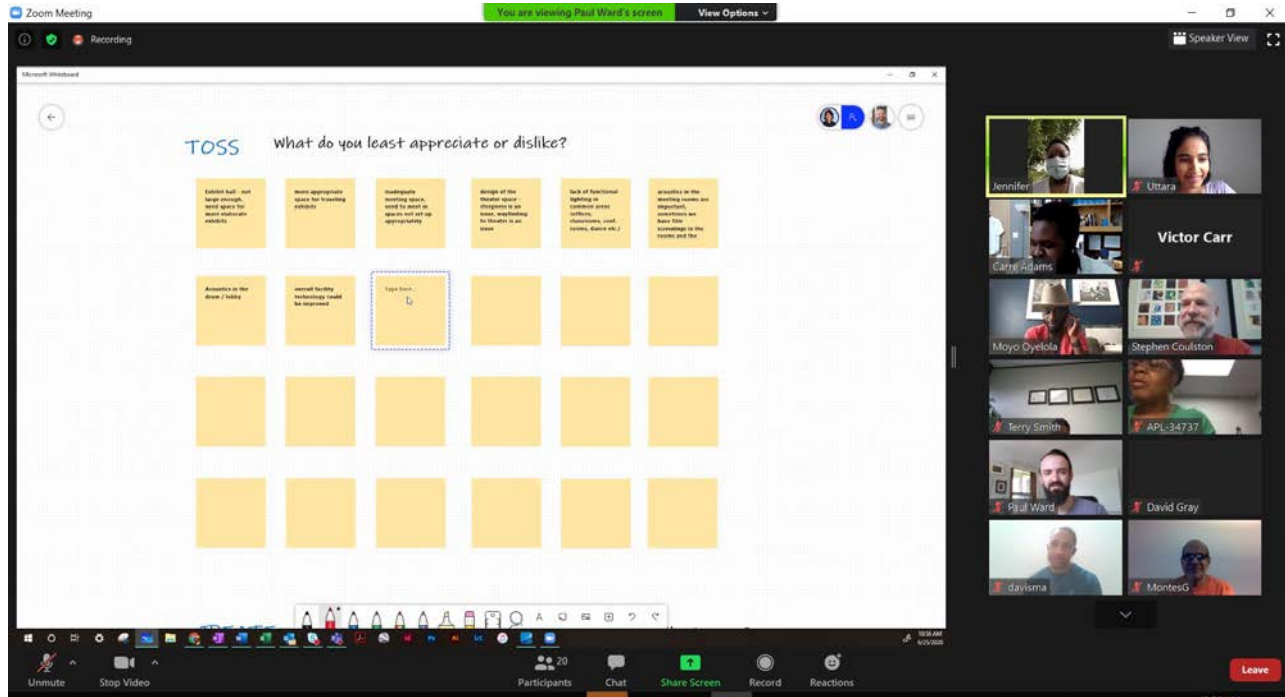 Zoom Meeting
You are viewing Paul Ward's screen
View Options
Recording
Speaker View
Microsoft Whiteboard
TOSS
What do you least appreciate or dislike?
Exhibit hall - not
large enough,
need space for
more elaborate
exhibits
more appropriate
space for traveling
exhibits
inadequate
meeting space,
need to meet in
spaces not set up
appropriately
design of the
theater space -
steepness is an
issue, wayfinding
to theater is an
issue
lack of functional
lighting in
common areas
(offices,
classrooms, conf.
rooms, dance etc.)
acoustics in the
meeting rooms are
important,
sometimes we
have film
screenings in the
rooms and the
Acoustics in the
drum / lobby
overall facility
technology could
be improved
type here...
Jennifer
Uttara
Carre Adams
Victor Carr
Moyo Oyelola
Stephen Coulston
Terry Smith
APL-34737
Paul Ward
David Gray
davisma
MontesG
10:56 AM
6/25/2020
Unmute
Stop Video
Participants
20
Chat
Share Screen
Record
Reactions
Leave